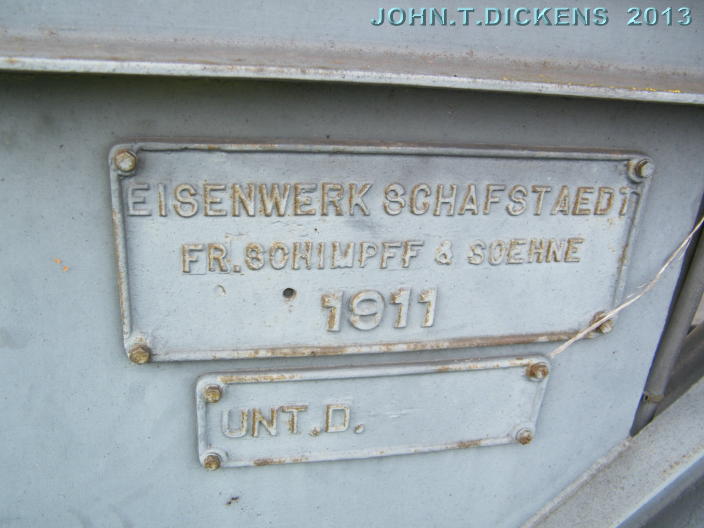 JOHN.T.DICKENS 2013
EISENWERK SCHAFSTAEDT
FR.SCHIMPFF & SOEHNE
1911
UNT.D.